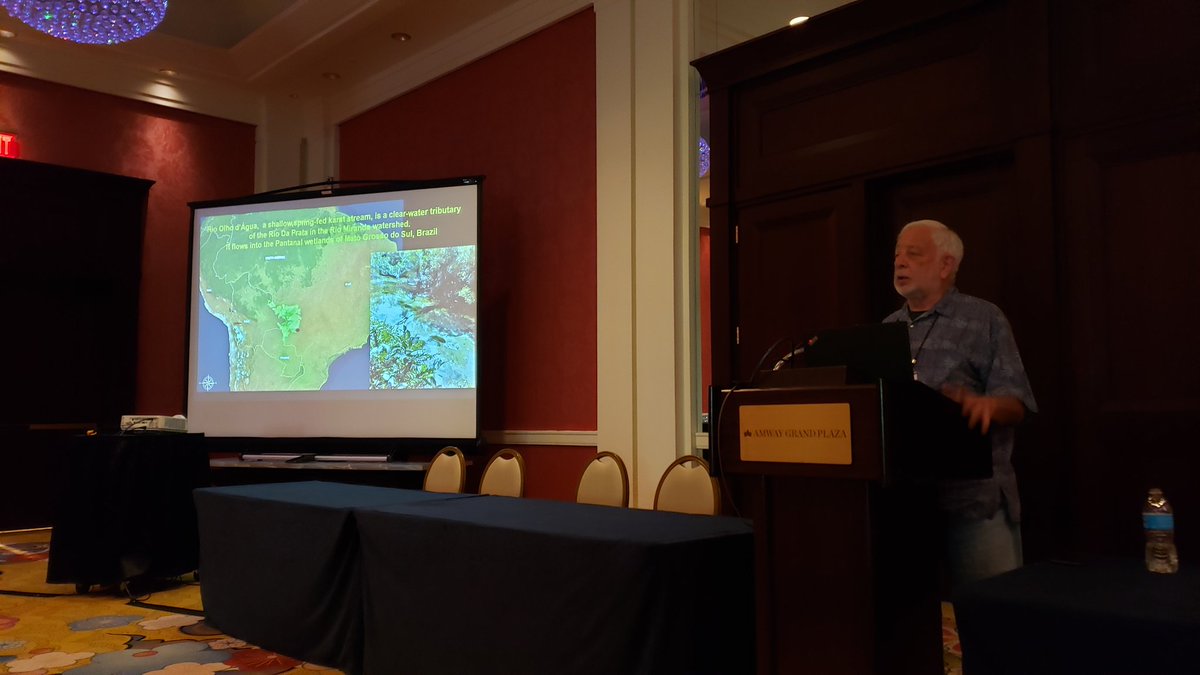 Rio Olho d'Água, a shallow, spring-fed karst stream, is a clear-water tributary
of the Rio Da Prata in the Rio Miranda watershed.
It flows into the Pantanal wetlands of Mato Grosso do Sul, Brazil
AMWAY GRAND PLAZA